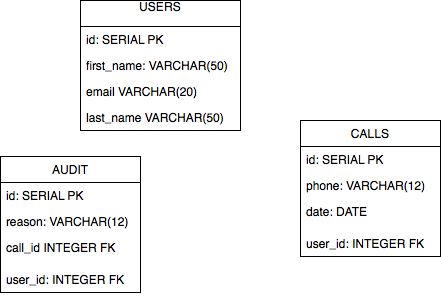 USERS
id: SERIAL PK
first_name: VARCHAR(50)
email VARCHAR(20)
last_name VARCHAR(50)
AUDIT
id: SERIAL PK
reason: VARCHAR(12)
call_id INTEGER FK
user_id: INTEGER FK
CALLS
id: SERIAL PK
phone: VARCHAR(12)
date: DATE
user_id: INTEGER FK